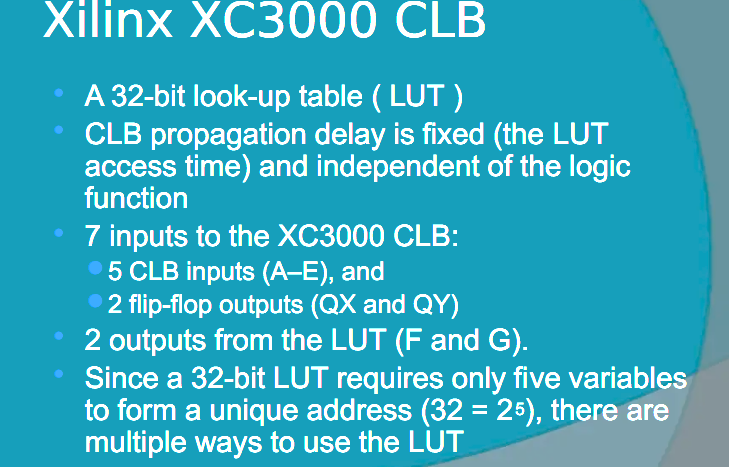 Xilinx XC3000 CLB
• A 32-bit look-up table ( LUT )
• CLB propagation delay is fixed (the LUT
access time) and independent of the logic
function
• 7 inputs to the XC3000 CLB:
• 5 CLB inputs (A–E), and
• 2 flip-flop outputs (QX and QY)
• 2 outputs from the LUT (F and G).
• Since a 32-bit LUT requires only five variables
to form a unique address (32 = 2⁵), there are
multiple ways to use the LUT